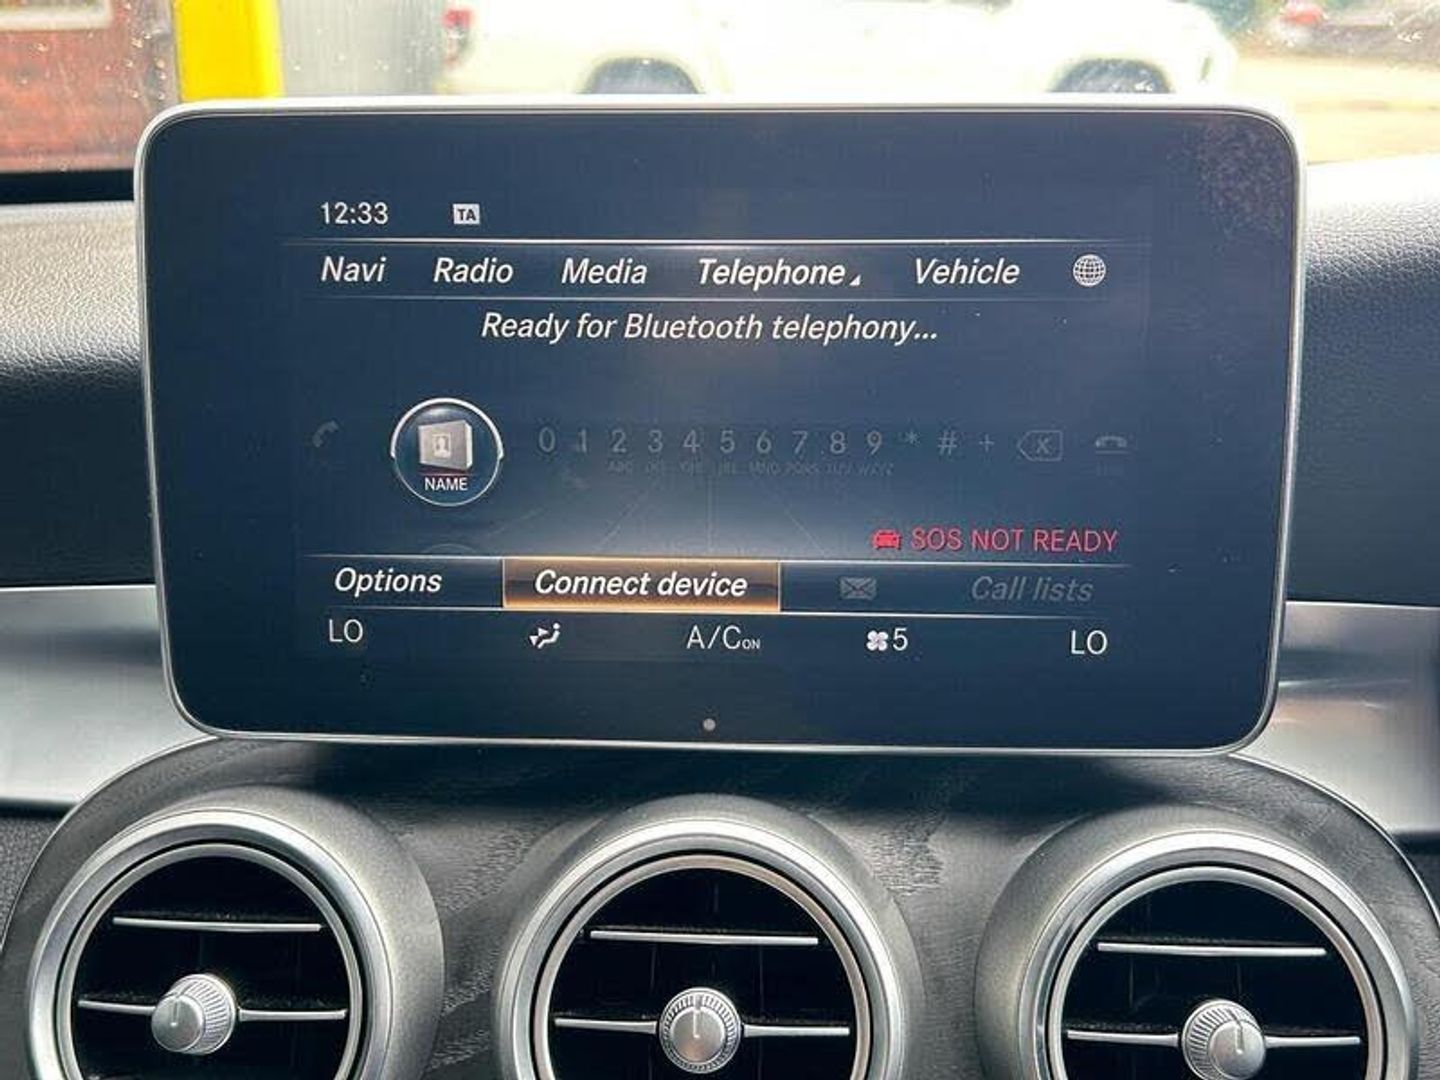 12:33 TA
Navi Radio Media Telephone Vehicle
Ready for Bluetooth telephony...
0 1 2 3 4 5 6 7 8 9 * # +
NAME
SOS NOT READY
Options Connect device Call lists
LO A/C ON 5 LO